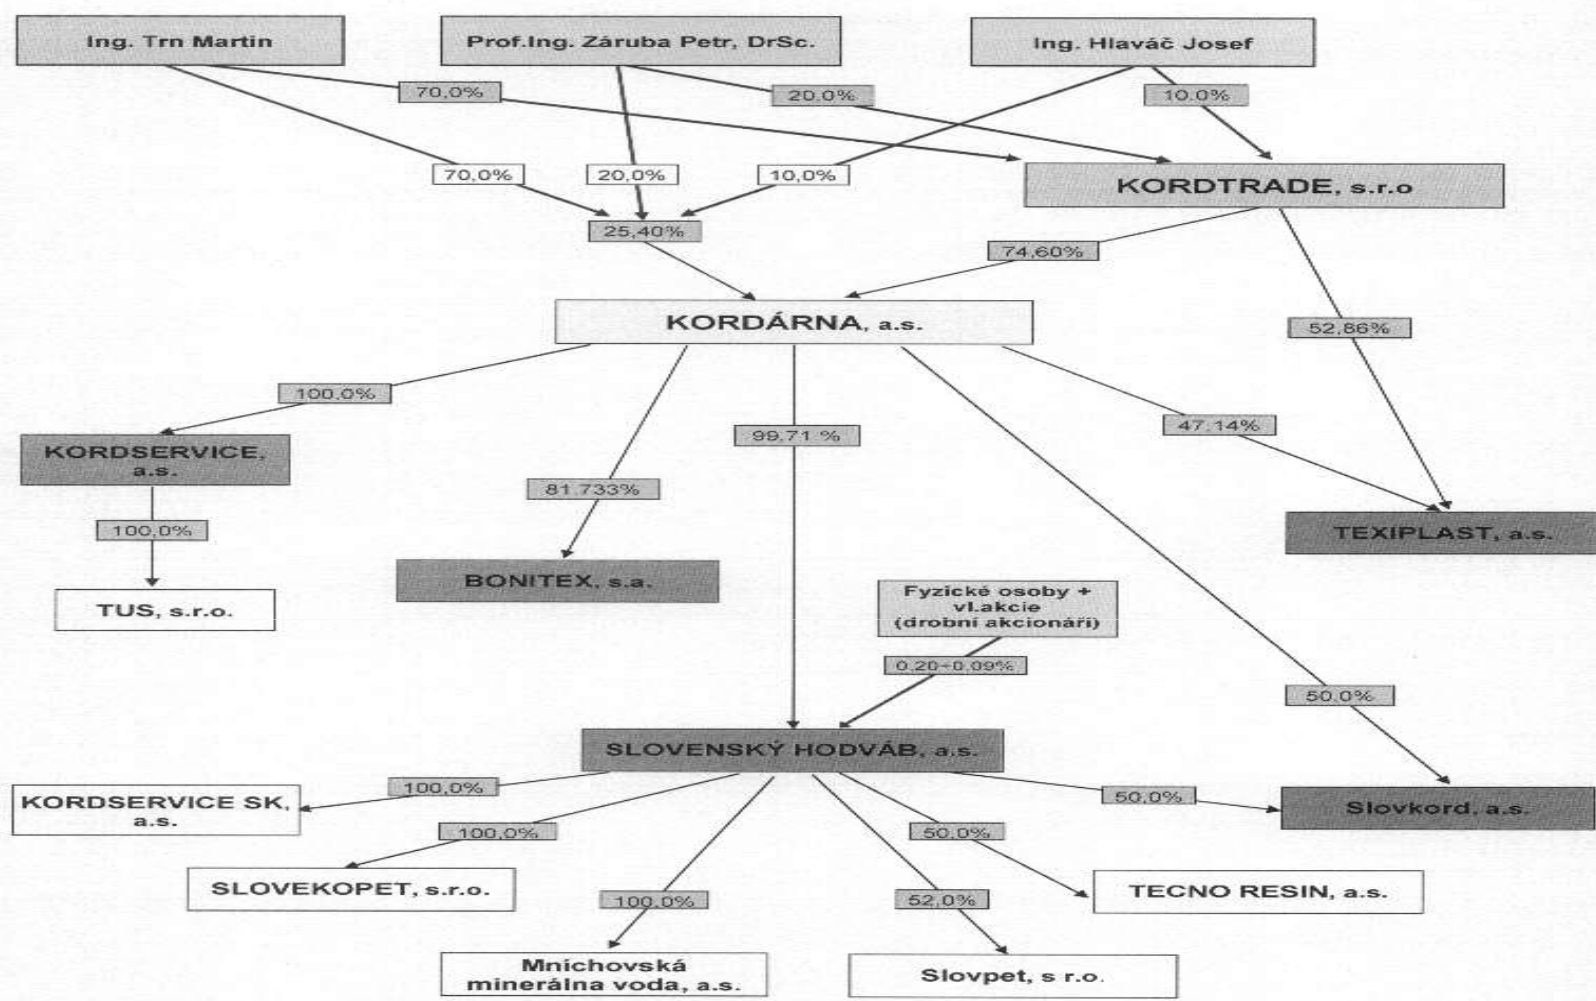 Ing. Trn Martin
Prof.Ing. Záruba Petr, DrSc.
Ing. Hlaváč Josef
70,0%
20,0%
10,0%
70,0%
20,0%
10,0%
KORDTRADE, s.r.o
25,40%
74,60%
KORDÁRNA, a.s.
52,86%
100,0%
47,14%
99,71 %
KORDSERVICE,
a.s.
81.733%
100,0%
TEXIPLAST, a.s.
BONITEX, s.a.
TUS, s.r.o.
Fyzické osoby +
vl.akcie
(drobní akcionáři)
0,20+0,09%
50,0%
SLOVENSKÝ HODVÁB, a.s.
100,0%
50,0%
KORDSERVICE SK,
a.s.
Slovkord, a.s.
100,0%
50,0%
SLOVEKOPET, s.r.o.
TECNO RESIN, a.s.
100,0%
52,0%
Mníchovská
minerálna voda, a.s.
Slovpet, s r.o.